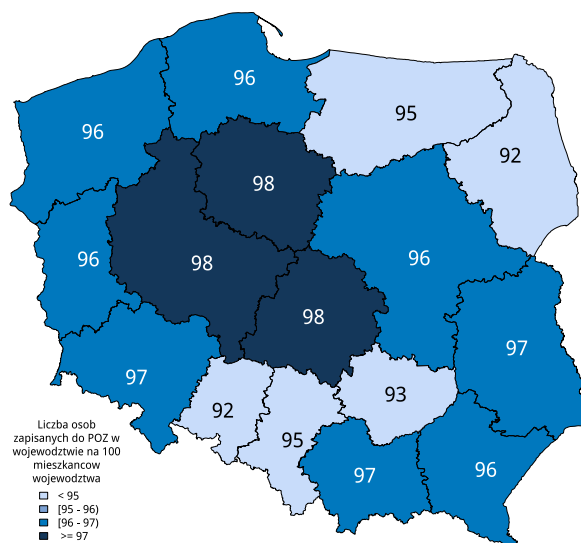 96
95
96
92
98
98
96
96
98
97
97
92
93
95
97
96
Liczba osob
zapisanych do POZ w
wojewodztwie na 100
mieszkancow
wojewodztwa
< 95
[95 - 96)
[96 - 97)
>= 97